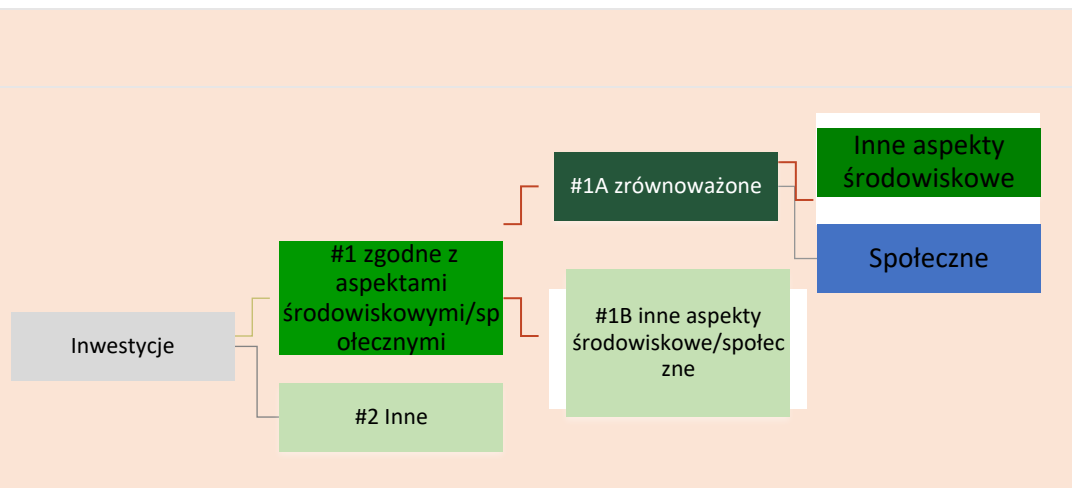 Inwestycje
#1 zgodne z
aspektami
środowiskowymi/sp
ołecznymi
#2 Inne
#1A zrównoważone
#1B inne aspekty
środowiskowe/społec
zne
Inne aspekty
środowiskowe
Społeczne